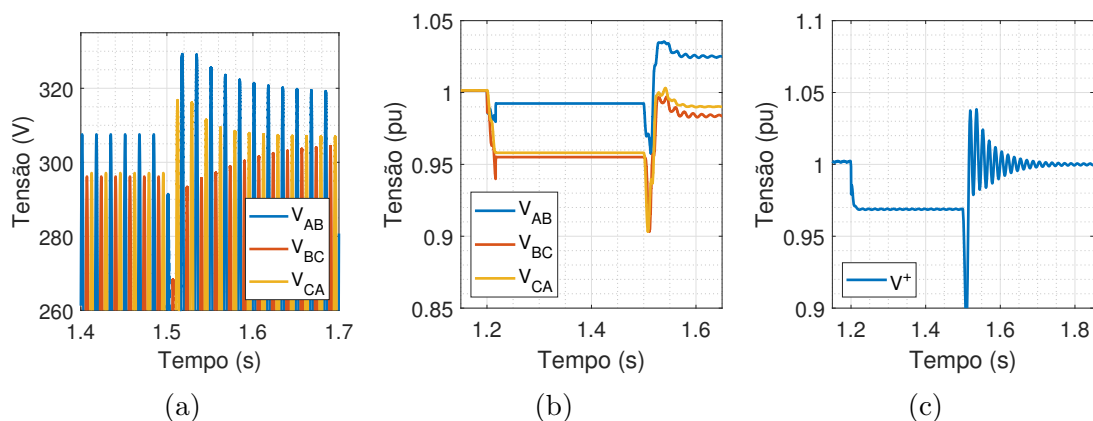 320
300
280
260
1.4
1.5
1.6
1.7
Tensão (V)
Tempo (s)
V_AB
V_BC
V_CA
(a)
1.05
1
0.95
0.9
0.85
1.2
1.4
1.6
Tensão (pu)
Tempo (s)
V_AB
V_BC
V_CA
(b)
1.1
1.05
1
0.95
0.9
1.2
1.4
1.6
1.8
Tensão (pu)
Tempo (s)
V⁺
(c)